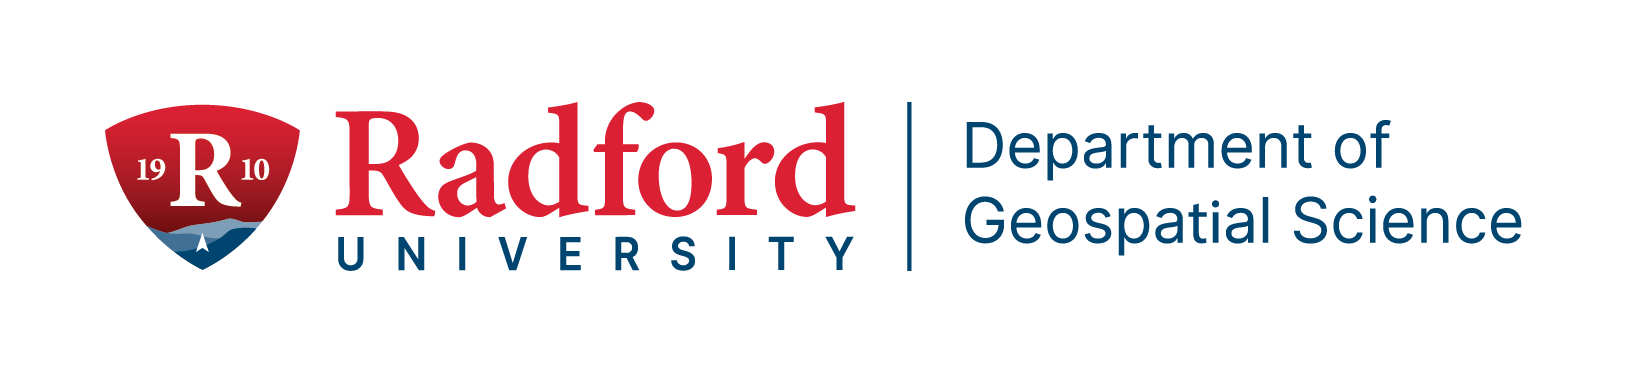 19 R 10
Radford
UNIVERSITY
Department of
Geospatial Science